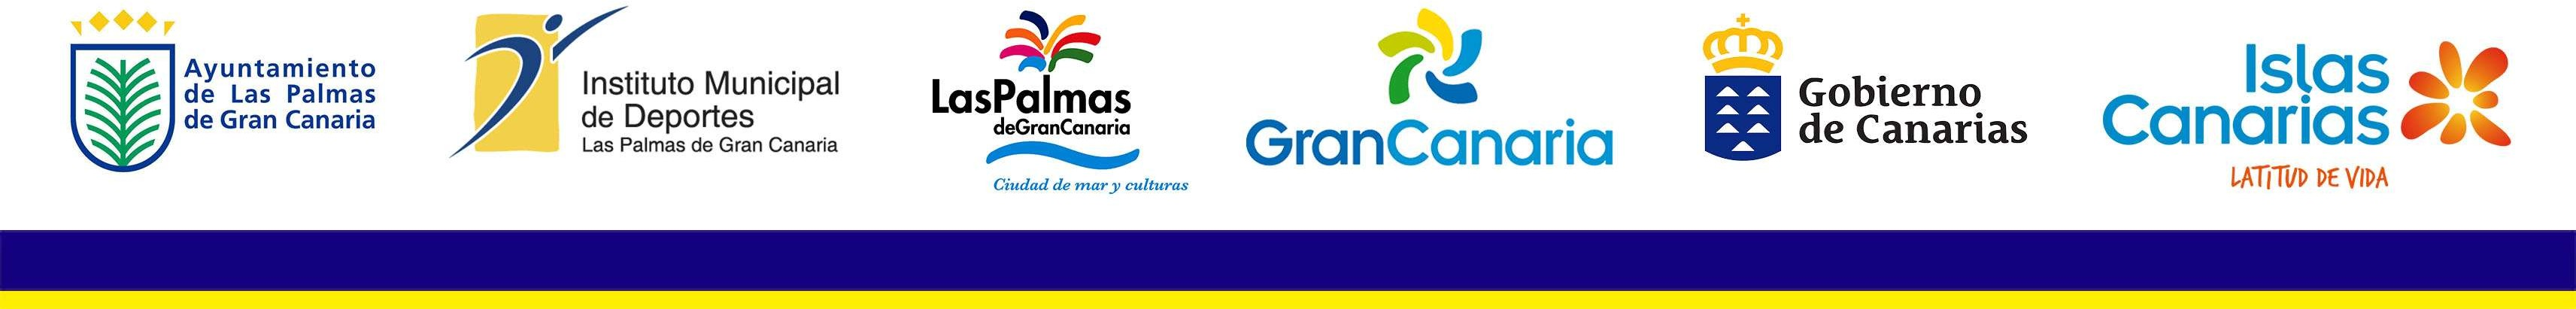 Ayuntamiento
de Las Palmas
de Gran Canaria
Instituto Municipal
de Deportes
Las Palmas de Gran Canaria
LasPalmas
deGranCanaria
Ciudad de mar y culturas
GranCanaria
Gobierno
de Canarias
Islas
Canarias
LATITUD DE VIDA